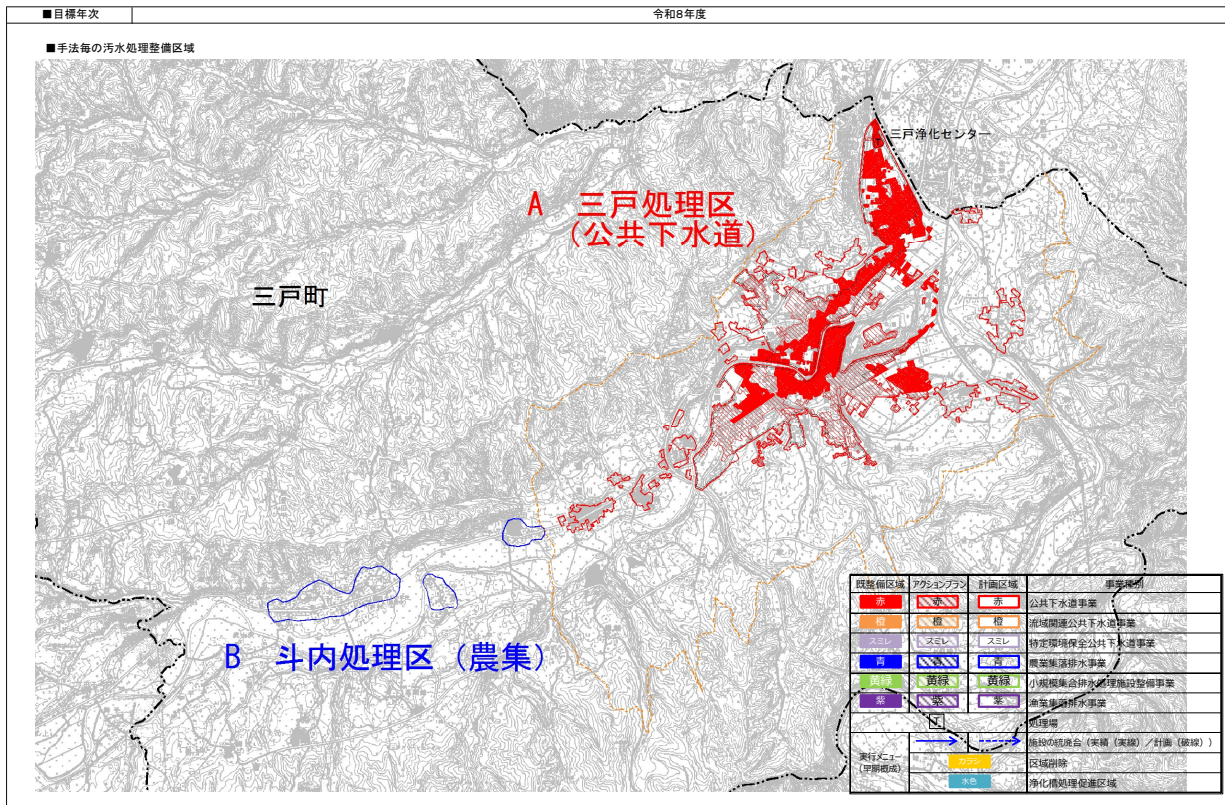 ■目標年次 令和8年度
■手法毎の汚水処理整備区域
三戸浄化センター
T
A 三戸処理区
(公共下水道)
三戸町
B 斗内処理区(農集)
既整備区域 アクションプラン 計画区域 事業種別
赤 赤 赤 公共下水道事業
橙 橙 橙 流域関連公共下水道事業
スミレ スミレ スミレ 特定環境保全公共下水道事業
青 青 青 農業集落排水事業
黄緑 黄緑 黄緑 小規模集合排水処理施設整備事業
紫 紫 紫 漁業集落排水事業
T 処理場
実行メニュー
(早期概成)
施設の統廃合(実績(実線)/計画(破線))
カラシ 区域削除
水色 浄化槽処理促進区域